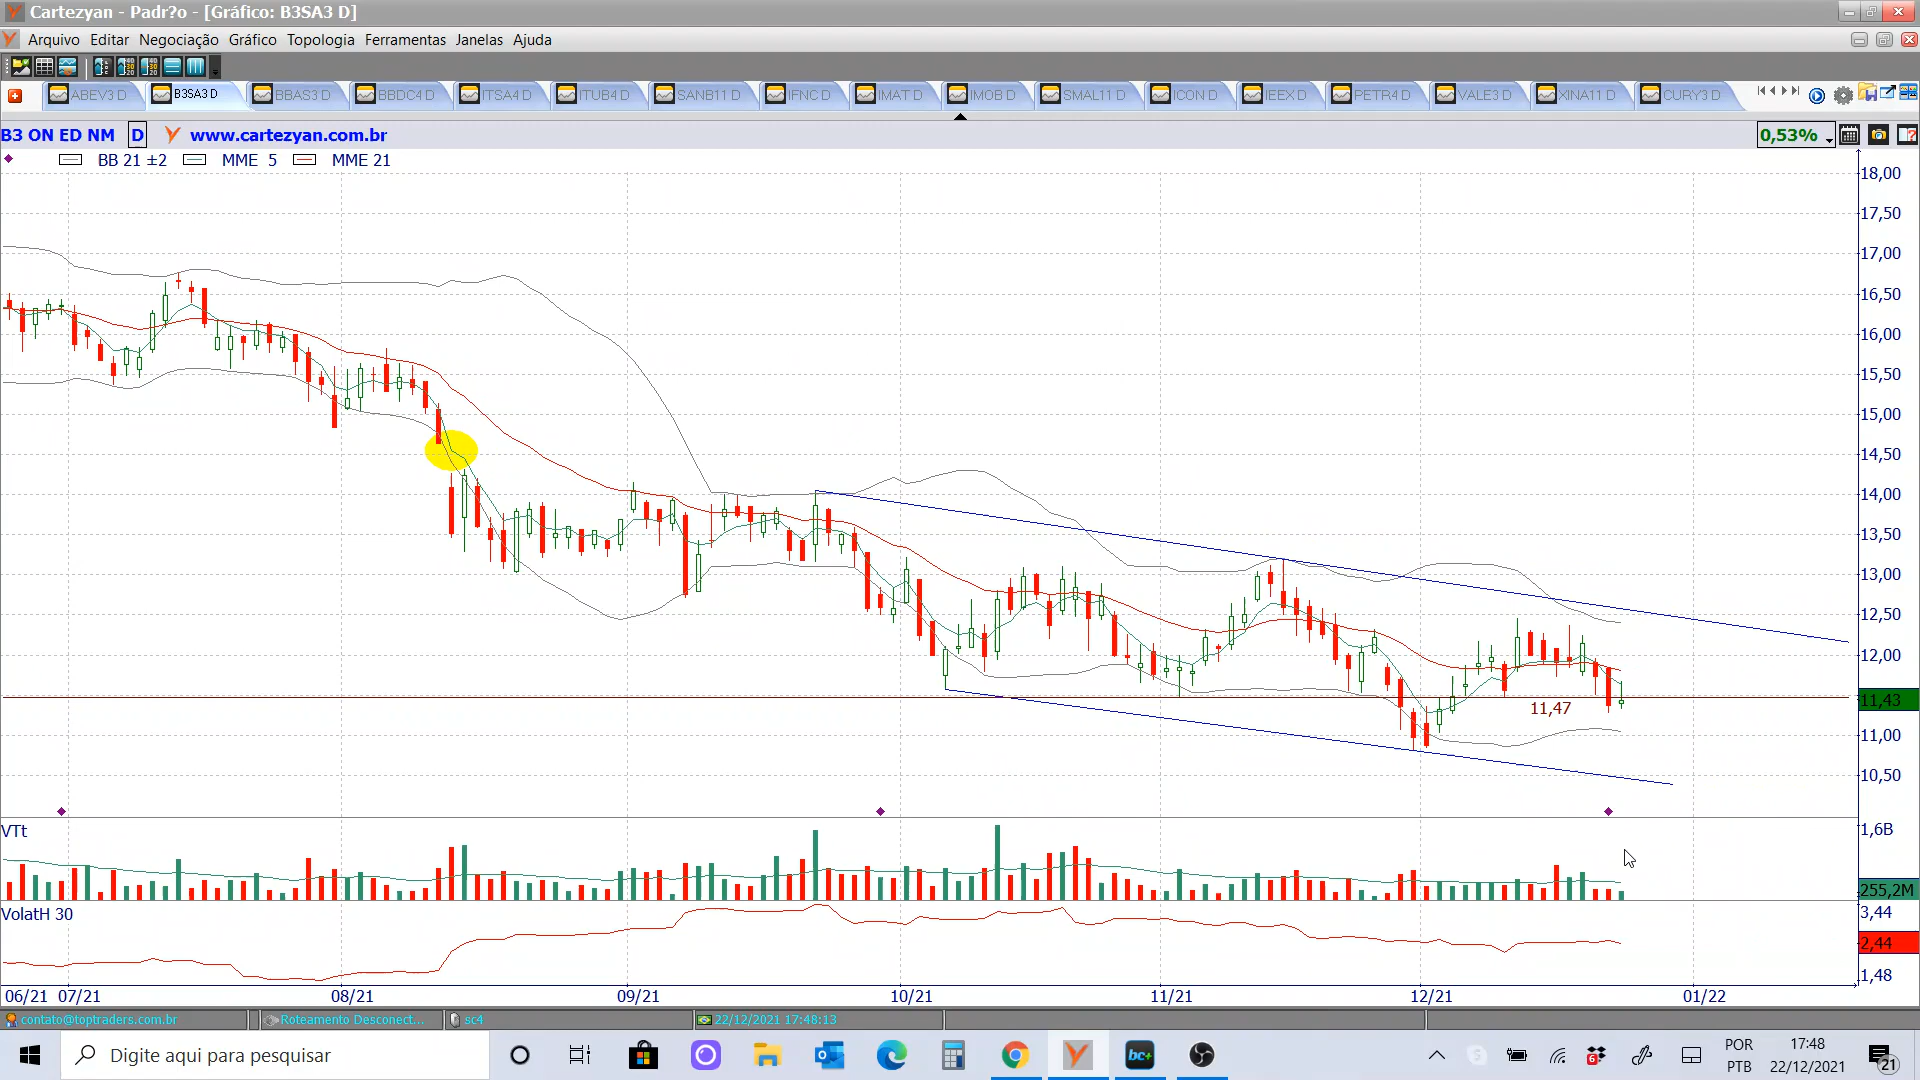 Cartezyan - Padr?o - [Gráfico: B3SA3 D]
Arquivo Editar Negociação Gráfico Topologia Ferramentas Janelas Ajuda
ABEV3 D B3SA3 D BBAS3 D BBDC4 D ITSA4 D ITUB4 D SANB11 D IFNC D IMAT D IMOB D SMAL11 D ICON D IEEX D PETR4 D VALE3 D XINA11 D CURY3 D
B3 ON ED NM D www.cartezyan.com.br 0,53%
BB 21 ±2 MME 5 MME 21
18,00
17,50
17,00
16,50
16,00
15,50
15,00
14,50
14,00
13,50
13,00
12,50
12,00
11,43
11,47
11,00
10,50
VTt 1,6B
255,2M
VolatH 30 3,44
2,44
1,48
06/21 07/21 08/21 09/21 10/21 11/21 12/21 01/22
contato@toptraders.com.br Roteamento Desconect... sc4 22/12/2021 17:48:13
Digite aqui para pesquisar
bc+
6
POR
PTB
17:48
22/12/2021
21